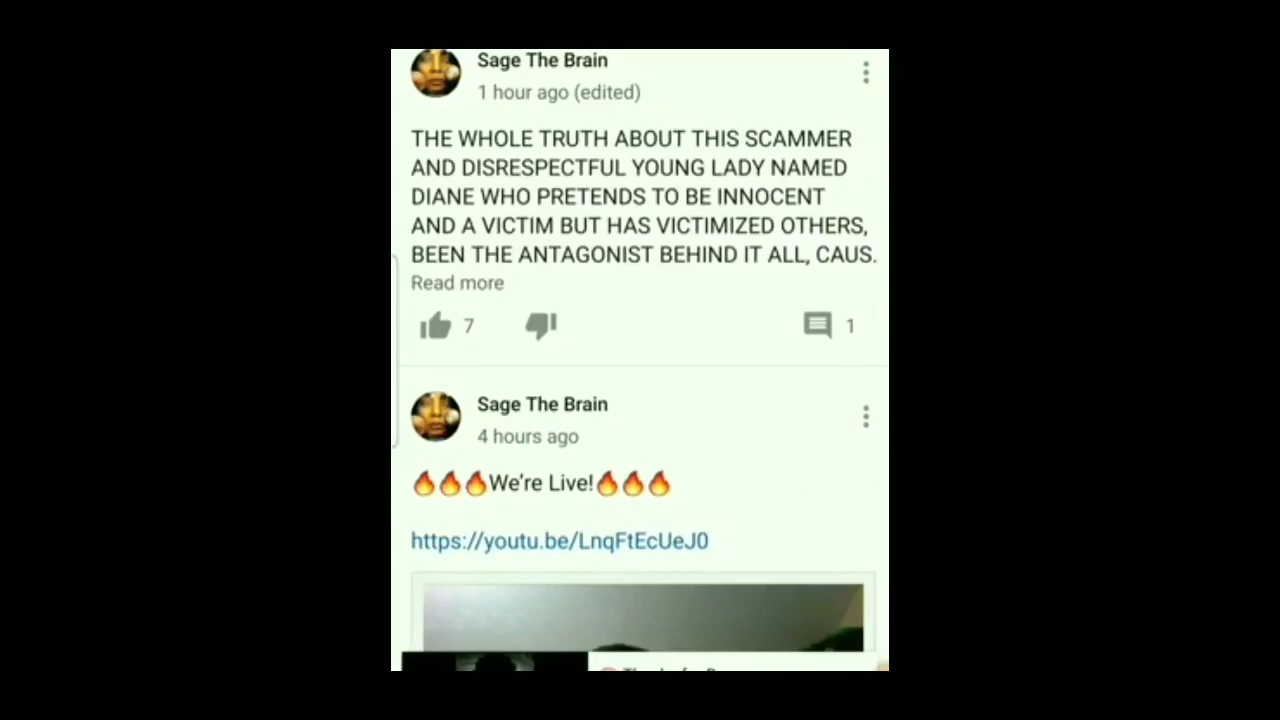 Sage The Brain
1 hour ago (edited)
THE WHOLE TRUTH ABOUT THIS SCAMMER
AND DISRESPECTFUL YOUNG LADY NAMED
DIANE WHO PRETENDS TO BE INNOCENT
AND A VICTIM BUT HAS VICTIMIZED OTHERS,
BEEN THE ANTAGONIST BEHIND IT ALL, CAUS.
Read more
7
1
Sage The Brain
4 hours ago
🔥🔥🔥We're Live!🔥🔥🔥
https://youtu.be/LnqFtEcUeJ0